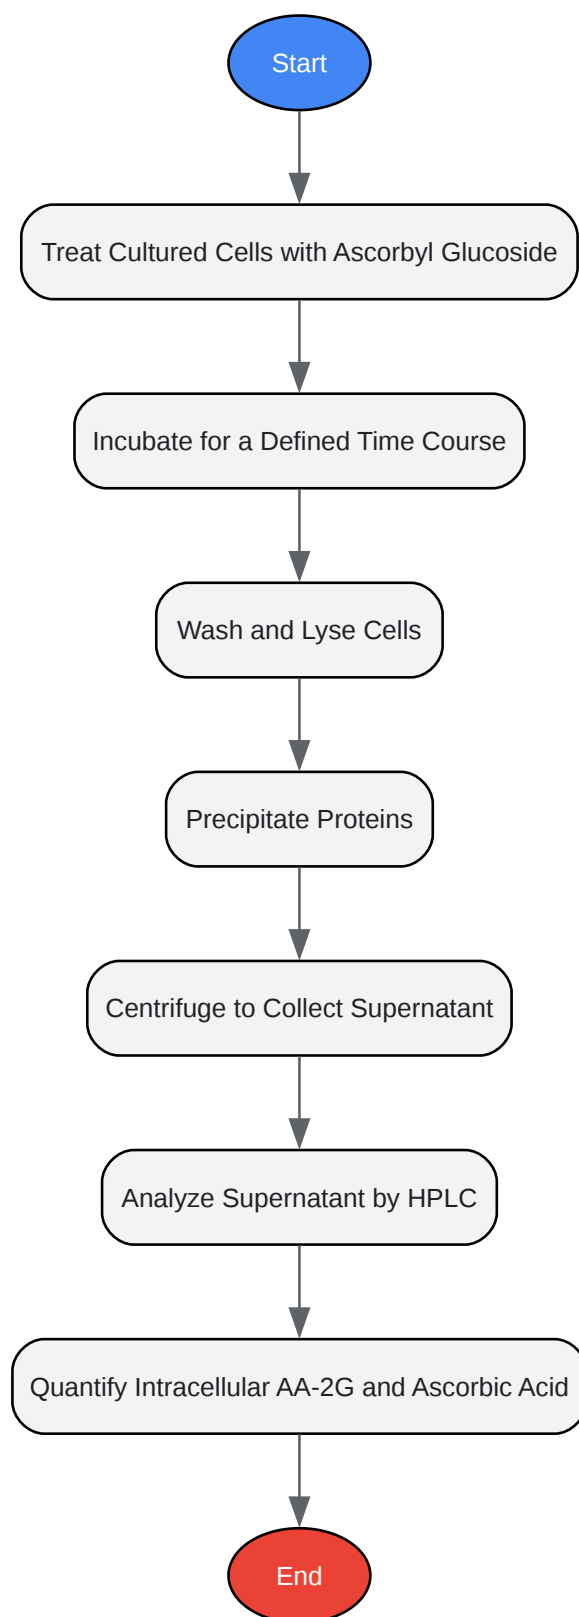 Start
Treat Cultured Cells with Ascorbyl Glucoside
Incubate for a Defined Time Course
Wash and Lyse Cells
Precipitate Proteins
Centrifuge to Collect Supernatant
Analyze Supernatant by HPLC
Quantify Intracellular AA-2G and Ascorbic Acid
End